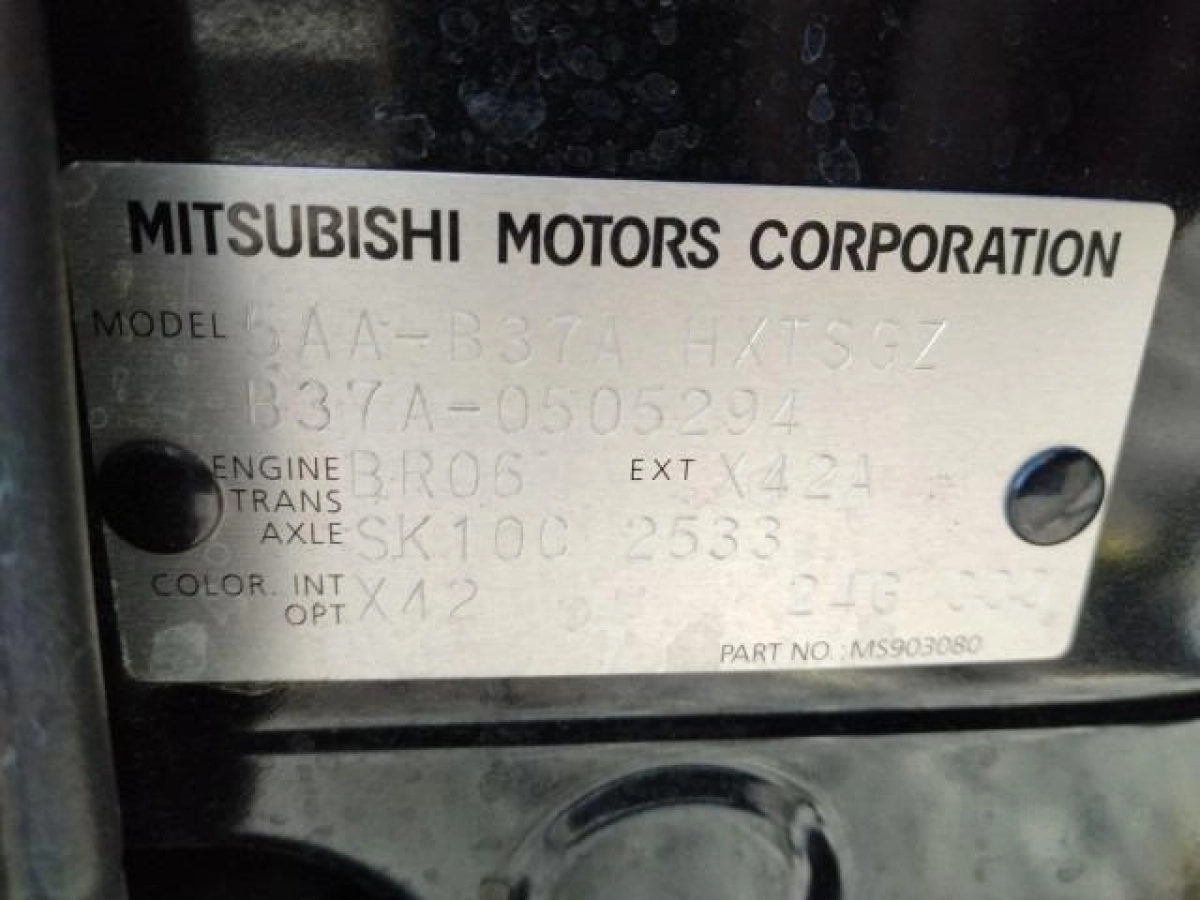 MITSUBISHI MOTORS CORPORATION
MODEL 5AA-B37A HXTSGZ
B37A-0505294
ENGINE BR06 EXT X42A
TRANS
AXLE SK10C 2533
COLOR. INT X42 24G
OPT
PART NO. :MS903080